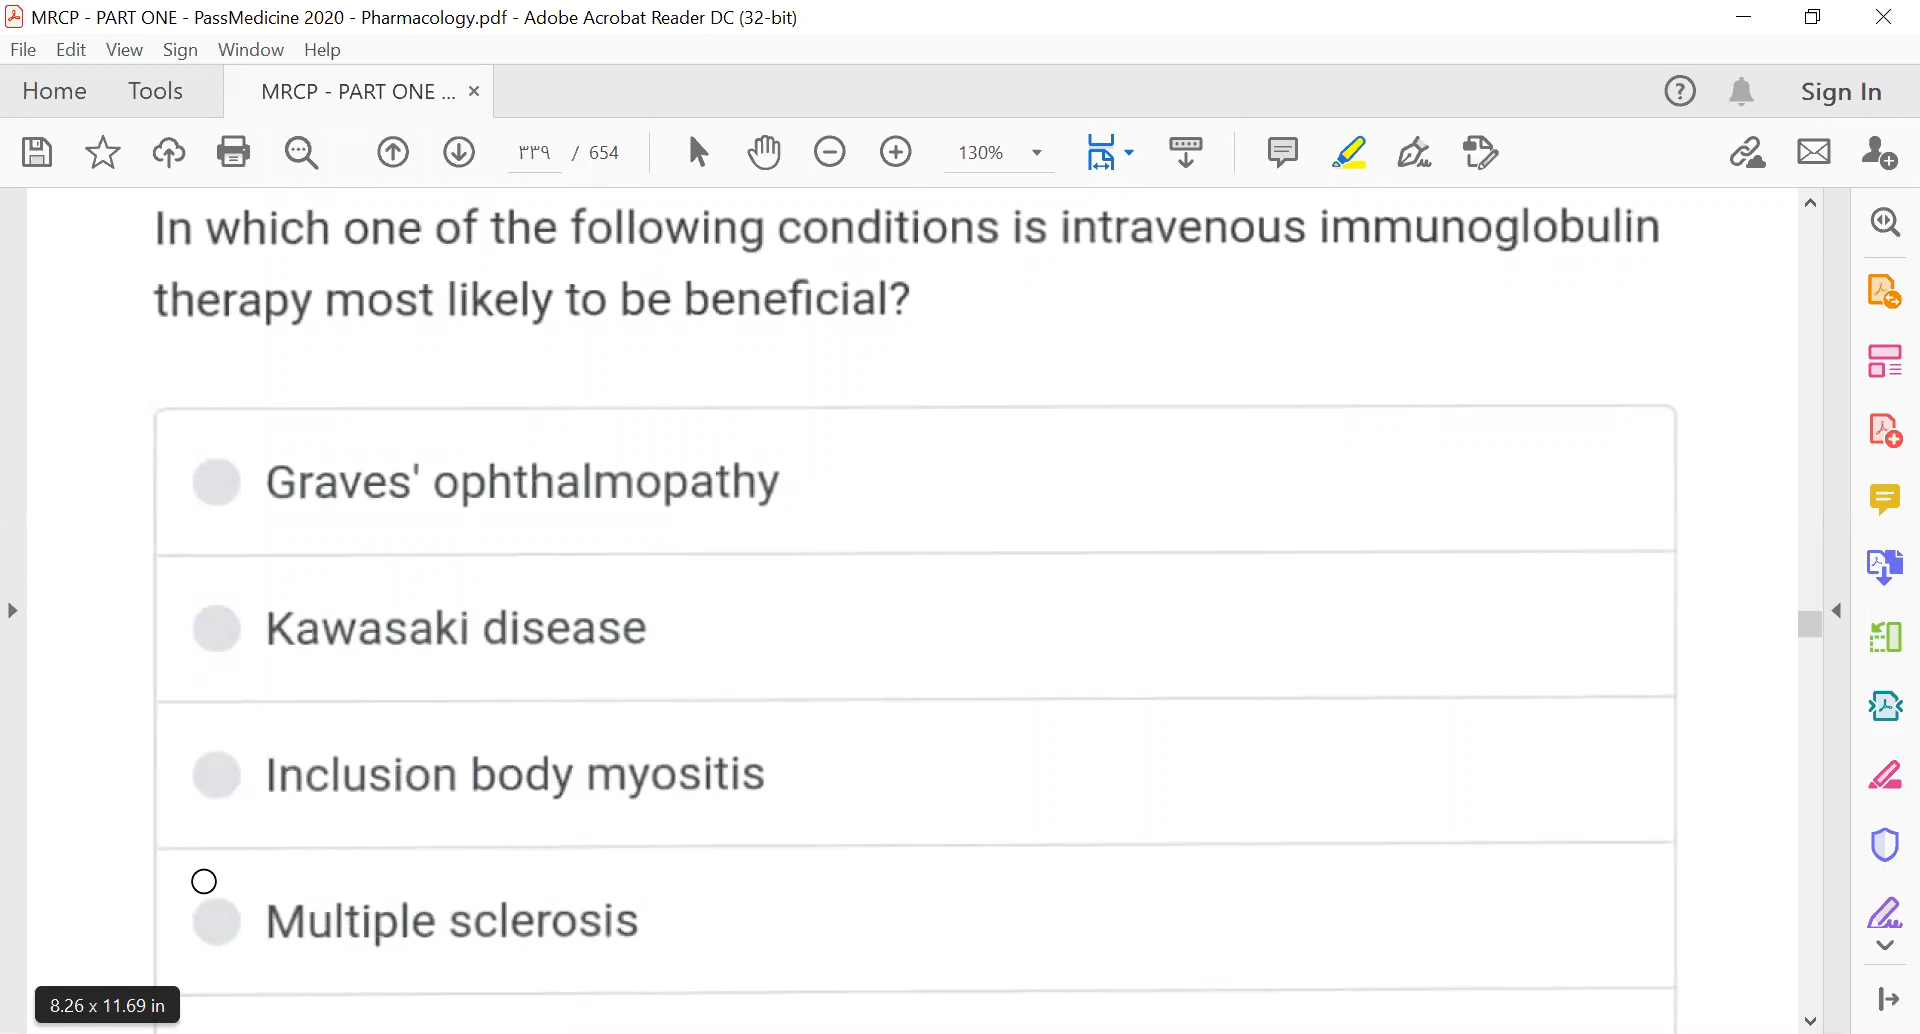 MRCP - PART ONE - PassMedicine 2020 - Pharmacology.pdf - Adobe Acrobat Reader DC (32-bit)
File Edit View Sign Window Help
Home Tools MRCP - PART ONE ... × Sign In
٣٣٩ / 654 130%
In which one of the following conditions is intravenous immunoglobulin
therapy most likely to be beneficial?
Graves' ophthalmopathy
Kawasaki disease
Inclusion body myositis
Multiple sclerosis
8.26 x 11.69 in